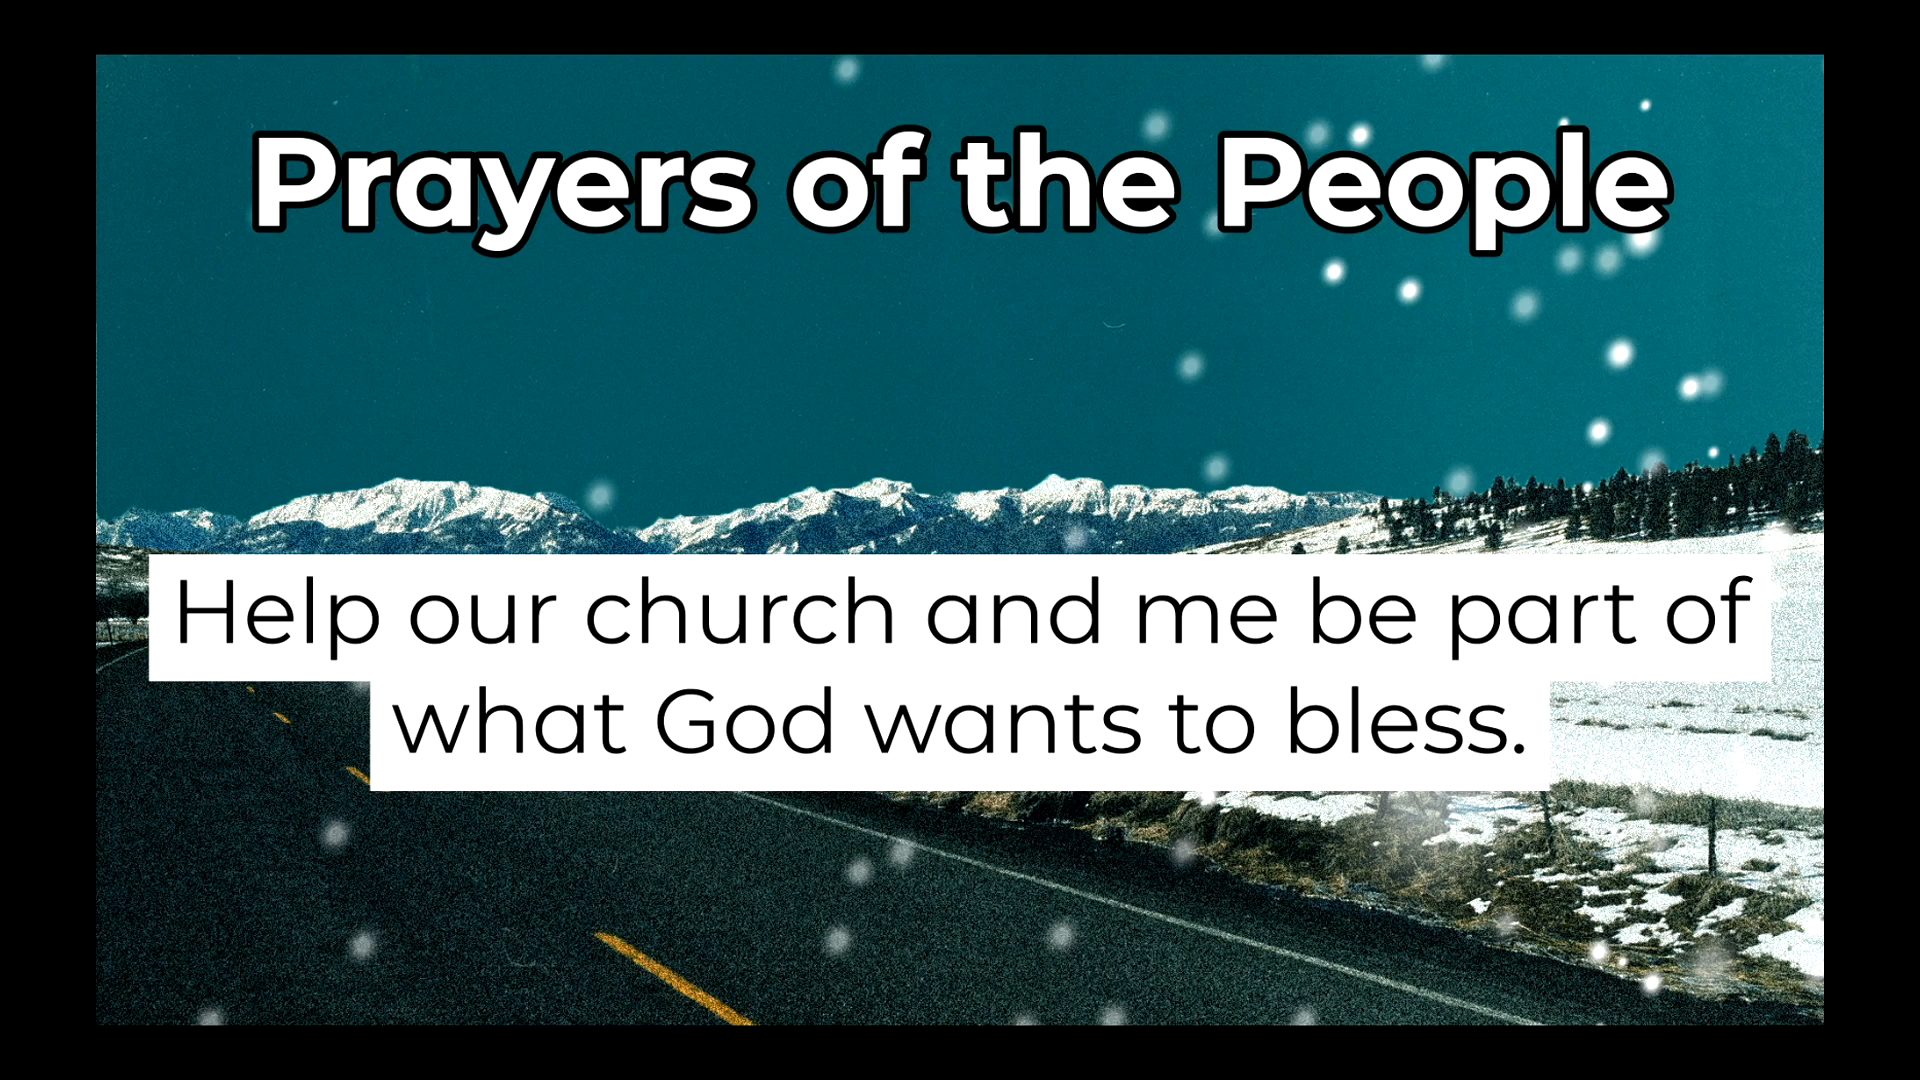 Prayers of the People
Help our church and me be part of
what God wants to bless.